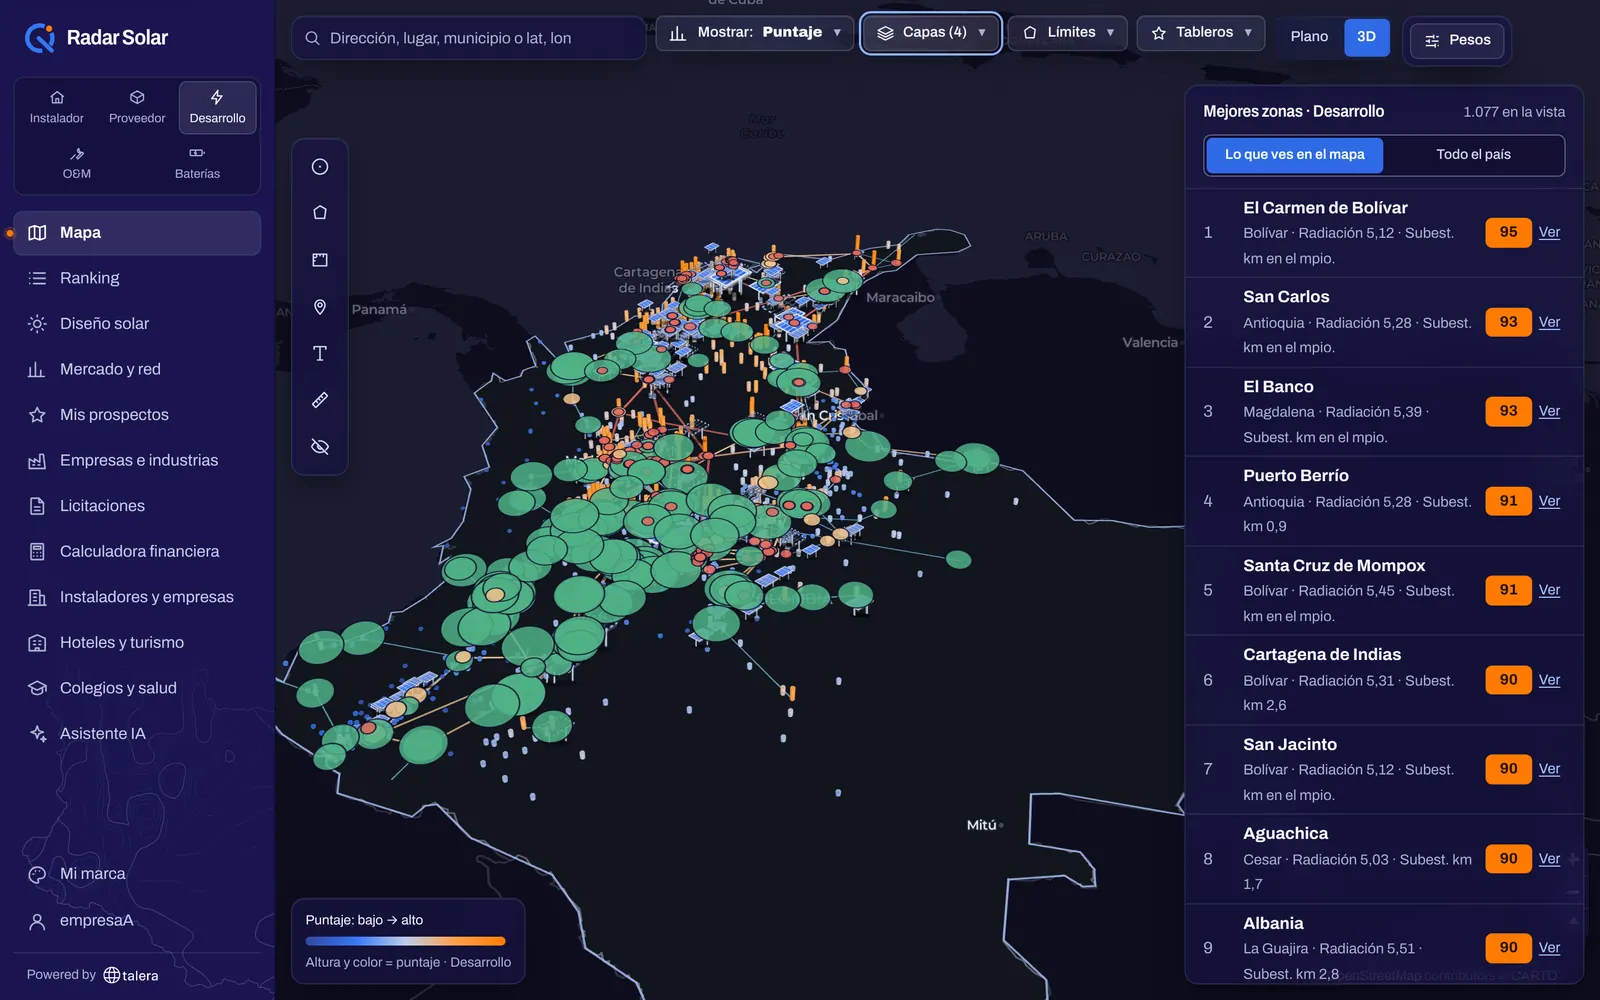 Radar Solar
Instalador
Proveedor
Desarrollo
O&M
Baterías
Mapa
Ranking
Diseño solar
Mercado y red
Mis prospectos
Empresas e industrias
Licitaciones
Calculadora financiera
Instaladores y empresas
Hoteles y turismo
Colegios y salud
Asistente IA
Mi marca
empresaA
Powered by talera
Dirección, lugar, municipio o lat, lon
Mostrar: Puntaje
Capas (4)
Límites
Tableros
Plano
3D
Pesos
de Cuba
Mar
Caribe
ARUBA
CURAZAO
Cartagena
de Indias
Panamá
Maracaíbo
Valencia
Mitú
Puntaje: bajo → alto
Altura y color = puntaje · Desarrollo
Mejores zonas · Desarrollo
1.077 en la vista
Lo que ves en el mapa
Todo el país
1
El Carmen de Bolívar
Bolívar · Radiación 5,12 · Subest.
km en el mpio.
95
Ver
2
San Carlos
Antioquia · Radiación 5,28 · Subest.
km en el mpio.
93
Ver
3
El Banco
Magdalena · Radiación 5,39 ·
Subest. km en el mpio.
93
Ver
4
Puerto Berrío
Antioquia · Radiación 5,28 · Subest.
km 0,9
91
Ver
5
Santa Cruz de Mompox
Bolívar · Radiación 5,45 · Subest.
km en el mpio.
91
Ver
6
Cartagena de Indias
Bolívar · Radiación 5,31 · Subest.
km 2,6
90
Ver
7
San Jacinto
Bolívar · Radiación 5,12 · Subest.
km en el mpio.
90
Ver
8
Aguachica
Cesar · Radiación 5,03 · Subest. km
1,7
90
Ver
9
Albania
La Guajira · Radiación 5,51 ·
Subest. km 2,8
90
Ver
OpenStreetMap contributors © CARTO